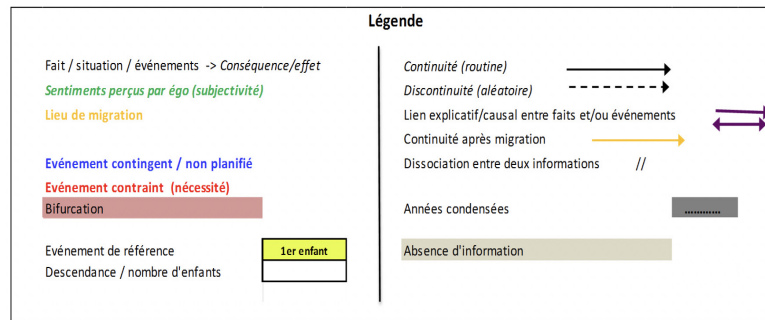 Légende
Fait / situation / événements -> Conséquence/effet
Sentiments perçus par égo (subjectivité)
Lieu de migration
Evénement contingent / non planifié
Evénement contraint (nécessité)
Bifurcation
Evénement de référence
1er enfant
Descendance / nombre d'enfants
Continuité (routine)
Discontinuité (aléatoire)
Lien explicatif/causal entre faits et/ou événements
Continuité après migration
Dissociation entre deux informations //
Années condensées ............
Absence d'information